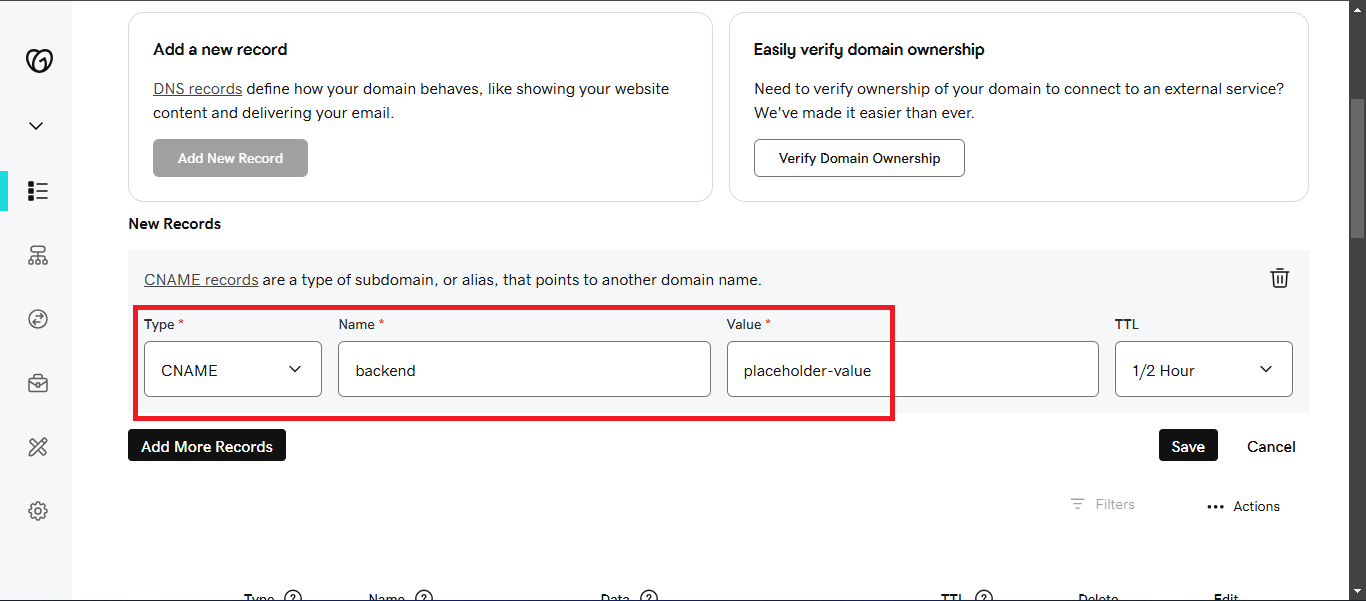 Add a new record
DNS records define how your domain behaves, like showing your website
content and delivering your email.
Add New Record
Easily verify domain ownership
Need to verify ownership of your domain to connect to an external service?
We've made it easier than ever.
Verify Domain Ownership
New Records
CNAME records are a type of subdomain, or alias, that points to another domain name.
Type * Name * Value * TTL
CNAME backend placeholder-value 1/2 Hour
Add More Records Save Cancel
Filters ••• Actions
Type ? Name ? Data ? TTL ? Delete Edit